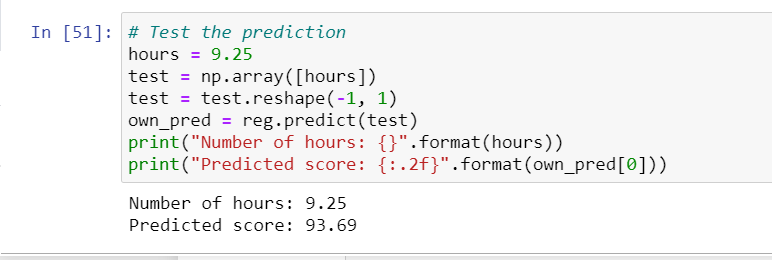 In [51]: # Test the prediction
hours = 9.25
test = np.array([hours])
test = test.reshape(-1, 1)
own_pred = reg.predict(test)
print("Number of hours: {}".format(hours))
print("Predicted score: {:.2f}".format(own_pred[0]))
Number of hours: 9.25
Predicted score: 93.69